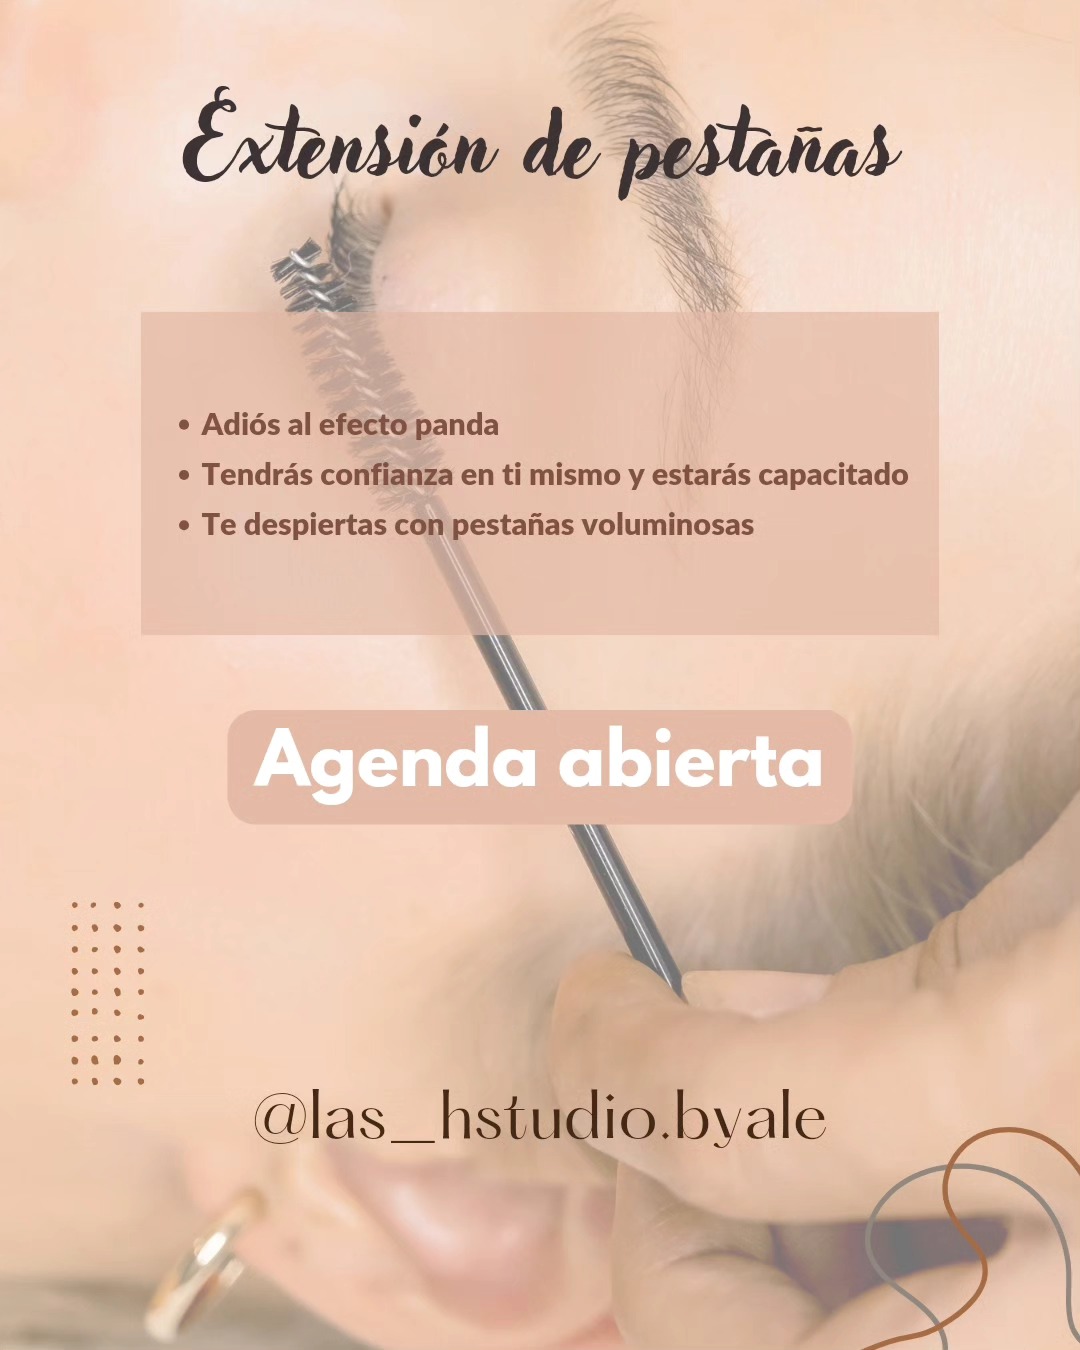 Extensión de pestañas
• Adiós al efecto panda
• Tendrás confianza en ti mismo y estarás capacitado
• Te despiertas con pestañas voluminosas
Agenda abierta
@las_hstudio.byale